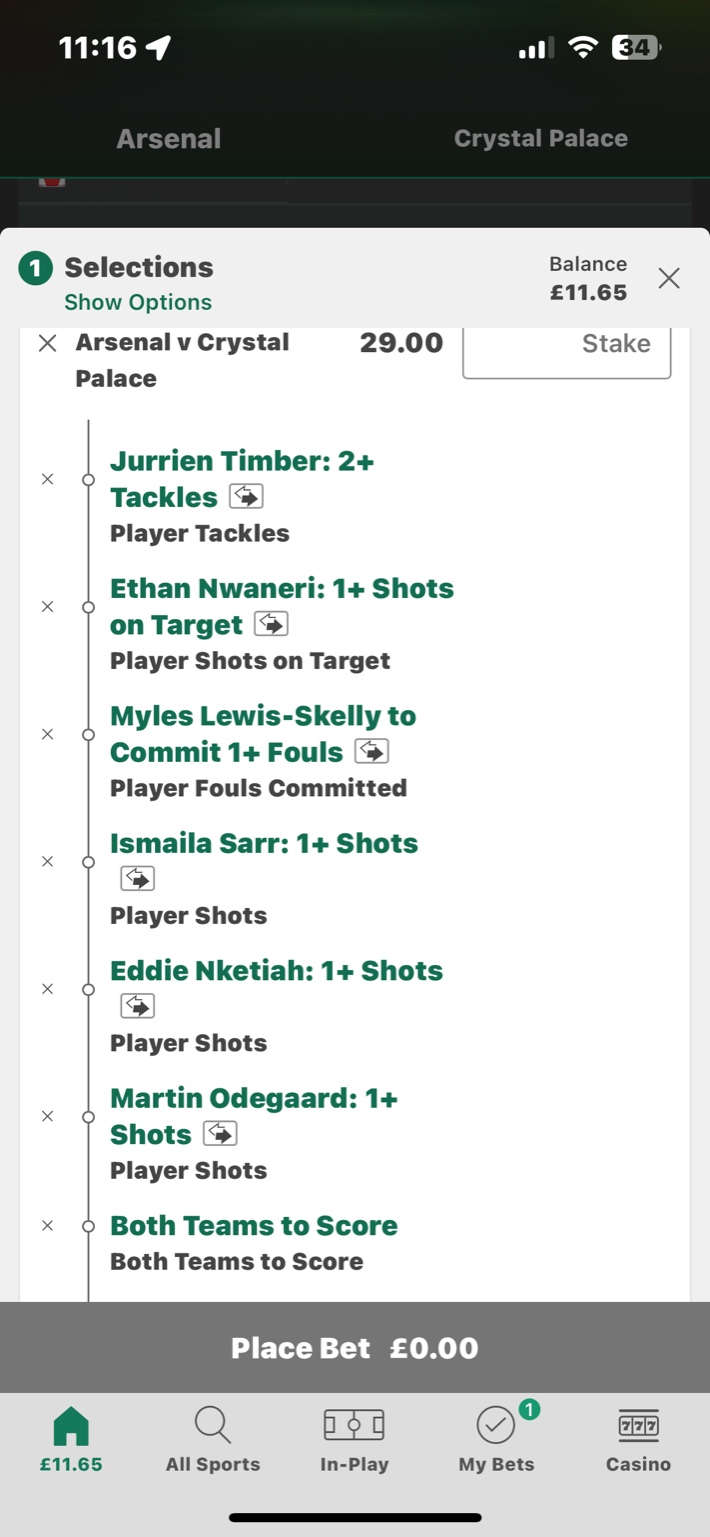 11:16
34
Arsenal
Crystal Palace
1 Selections
Show Options
Balance
£11.65
Arsenal v Crystal
Palace
29.00
Stake
Jurrien Timber: 2+
Tackles
Player Tackles
Ethan Nwaneri: 1+ Shots
on Target
Player Shots on Target
Myles Lewis-Skelly to
Commit 1+ Fouls
Player Fouls Committed
Ismaila Sarr: 1+ Shots
Player Shots
Eddie Nketiah: 1+ Shots
Player Shots
Martin Odegaard: 1+
Shots
Player Shots
Both Teams to Score
Both Teams to Score
Place Bet £0.00
1
777
£11.65
All Sports
In-Play
My Bets
Casino